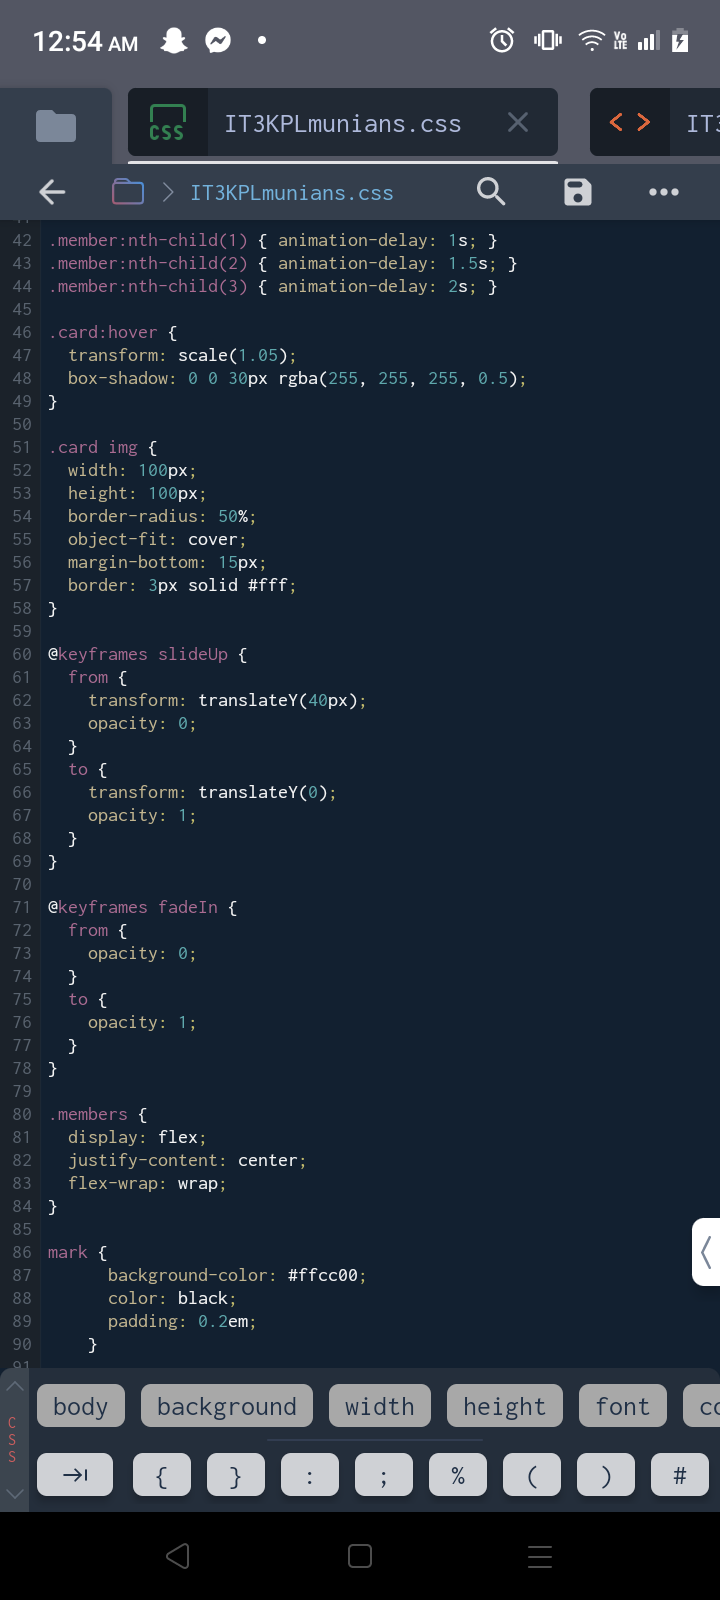 12:54 AM
VO LTE
CSS IT3KPLmunians.css
< > IT3
IT3KPLmunians.css
42 .member:nth-child(1) { animation-delay: 1s; }
43 .member:nth-child(2) { animation-delay: 1.5s; }
44 .member:nth-child(3) { animation-delay: 2s; }
45
46 .card:hover {
47 transform: scale(1.05);
48 box-shadow: 0 0 30px rgba(255, 255, 255, 0.5);
49 }
50
51 .card img {
52 width: 100px;
53 height: 100px;
54 border-radius: 50%;
55 object-fit: cover;
56 margin-bottom: 15px;
57 border: 3px solid #fff;
58 }
59
60 @keyframes slideUp {
61 from {
62 transform: translateY(40px);
63 opacity: 0;
64 }
65 to {
66 transform: translateY(0);
67 opacity: 1;
68 }
69 }
70
71 @keyframes fadeIn {
72 from {
73 opacity: 0;
74 }
75 to {
76 opacity: 1;
77 }
78 }
79
80 .members {
81 display: flex;
82 justify-content: center;
83 flex-wrap: wrap;
84 }
85
86 mark {
87 background-color: #ffcc00;
88 color: black;
89 padding: 0.2em;
90 }
91
CSS
body background width height font co
{ } : ; % ( ) #